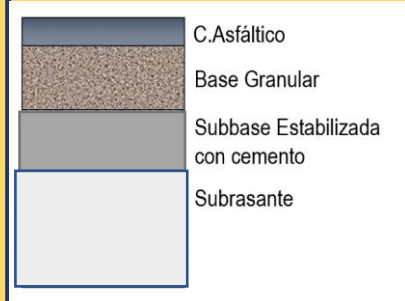 C.Asfáltico
Base Granular
Subbase Estabilizada
con cemento
Subrasante